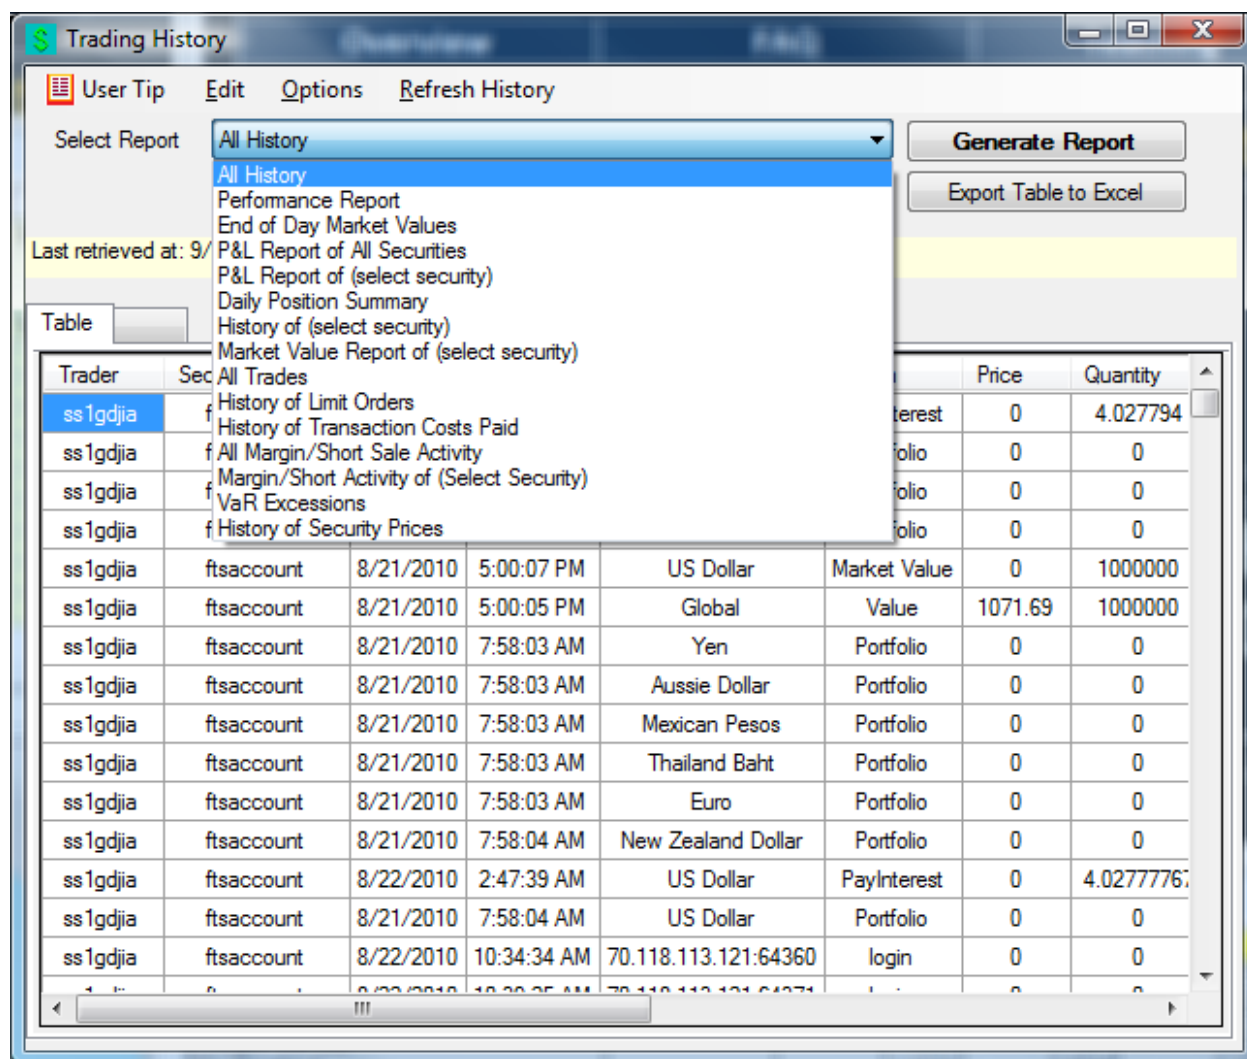 Trading History
User Tip Edit Options Refresh History
Select Report All History Generate Report
All History
Performance Report Export Table to Excel
End of Day Market Values
Last retrieved at: 9/ P&L Report of All Securities
P&L Report of (select security)
Daily Position Summary
Table History of (select security)
Market Value Report of (select security)
Trader Sec All Trades Price Quantity
History of Limit Orders
ss1gdjia f terest 0 4.027794
History of Transaction Costs Paid
ss1gdjia f All Margin/Short Sale Activity folio 0 0
Margin/Short Activity of (Select Security)
ss1gdjia f folio 0 0
VaR Excessions
ss1gdjia f History of Security Prices folio 0 0
ss1gdjia ftsaccount 8/21/2010 5:00:07 PM US Dollar Market Value 0 1000000
ss1gdjia ftsaccount 8/21/2010 5:00:05 PM Global Value 1071.69 1000000
ss1gdjia ftsaccount 8/21/2010 7:58:03 AM Yen Portfolio 0 0
ss1gdjia ftsaccount 8/21/2010 7:58:03 AM Aussie Dollar Portfolio 0 0
ss1gdjia ftsaccount 8/21/2010 7:58:03 AM Mexican Pesos Portfolio 0 0
ss1gdjia ftsaccount 8/21/2010 7:58:03 AM Thailand Baht Portfolio 0 0
ss1gdjia ftsaccount 8/21/2010 7:58:03 AM Euro Portfolio 0 0
ss1gdjia ftsaccount 8/21/2010 7:58:04 AM New Zealand Dollar Portfolio 0 0
ss1gdjia ftsaccount 8/22/2010 2:47:39 AM US Dollar PayInterest 0 4.02777767
ss1gdjia ftsaccount 8/21/2010 7:58:04 AM US Dollar Portfolio 0 0
ss1gdjia ftsaccount 8/22/2010 10:34:34 AM 70.118.113.121:64360 login 0 0